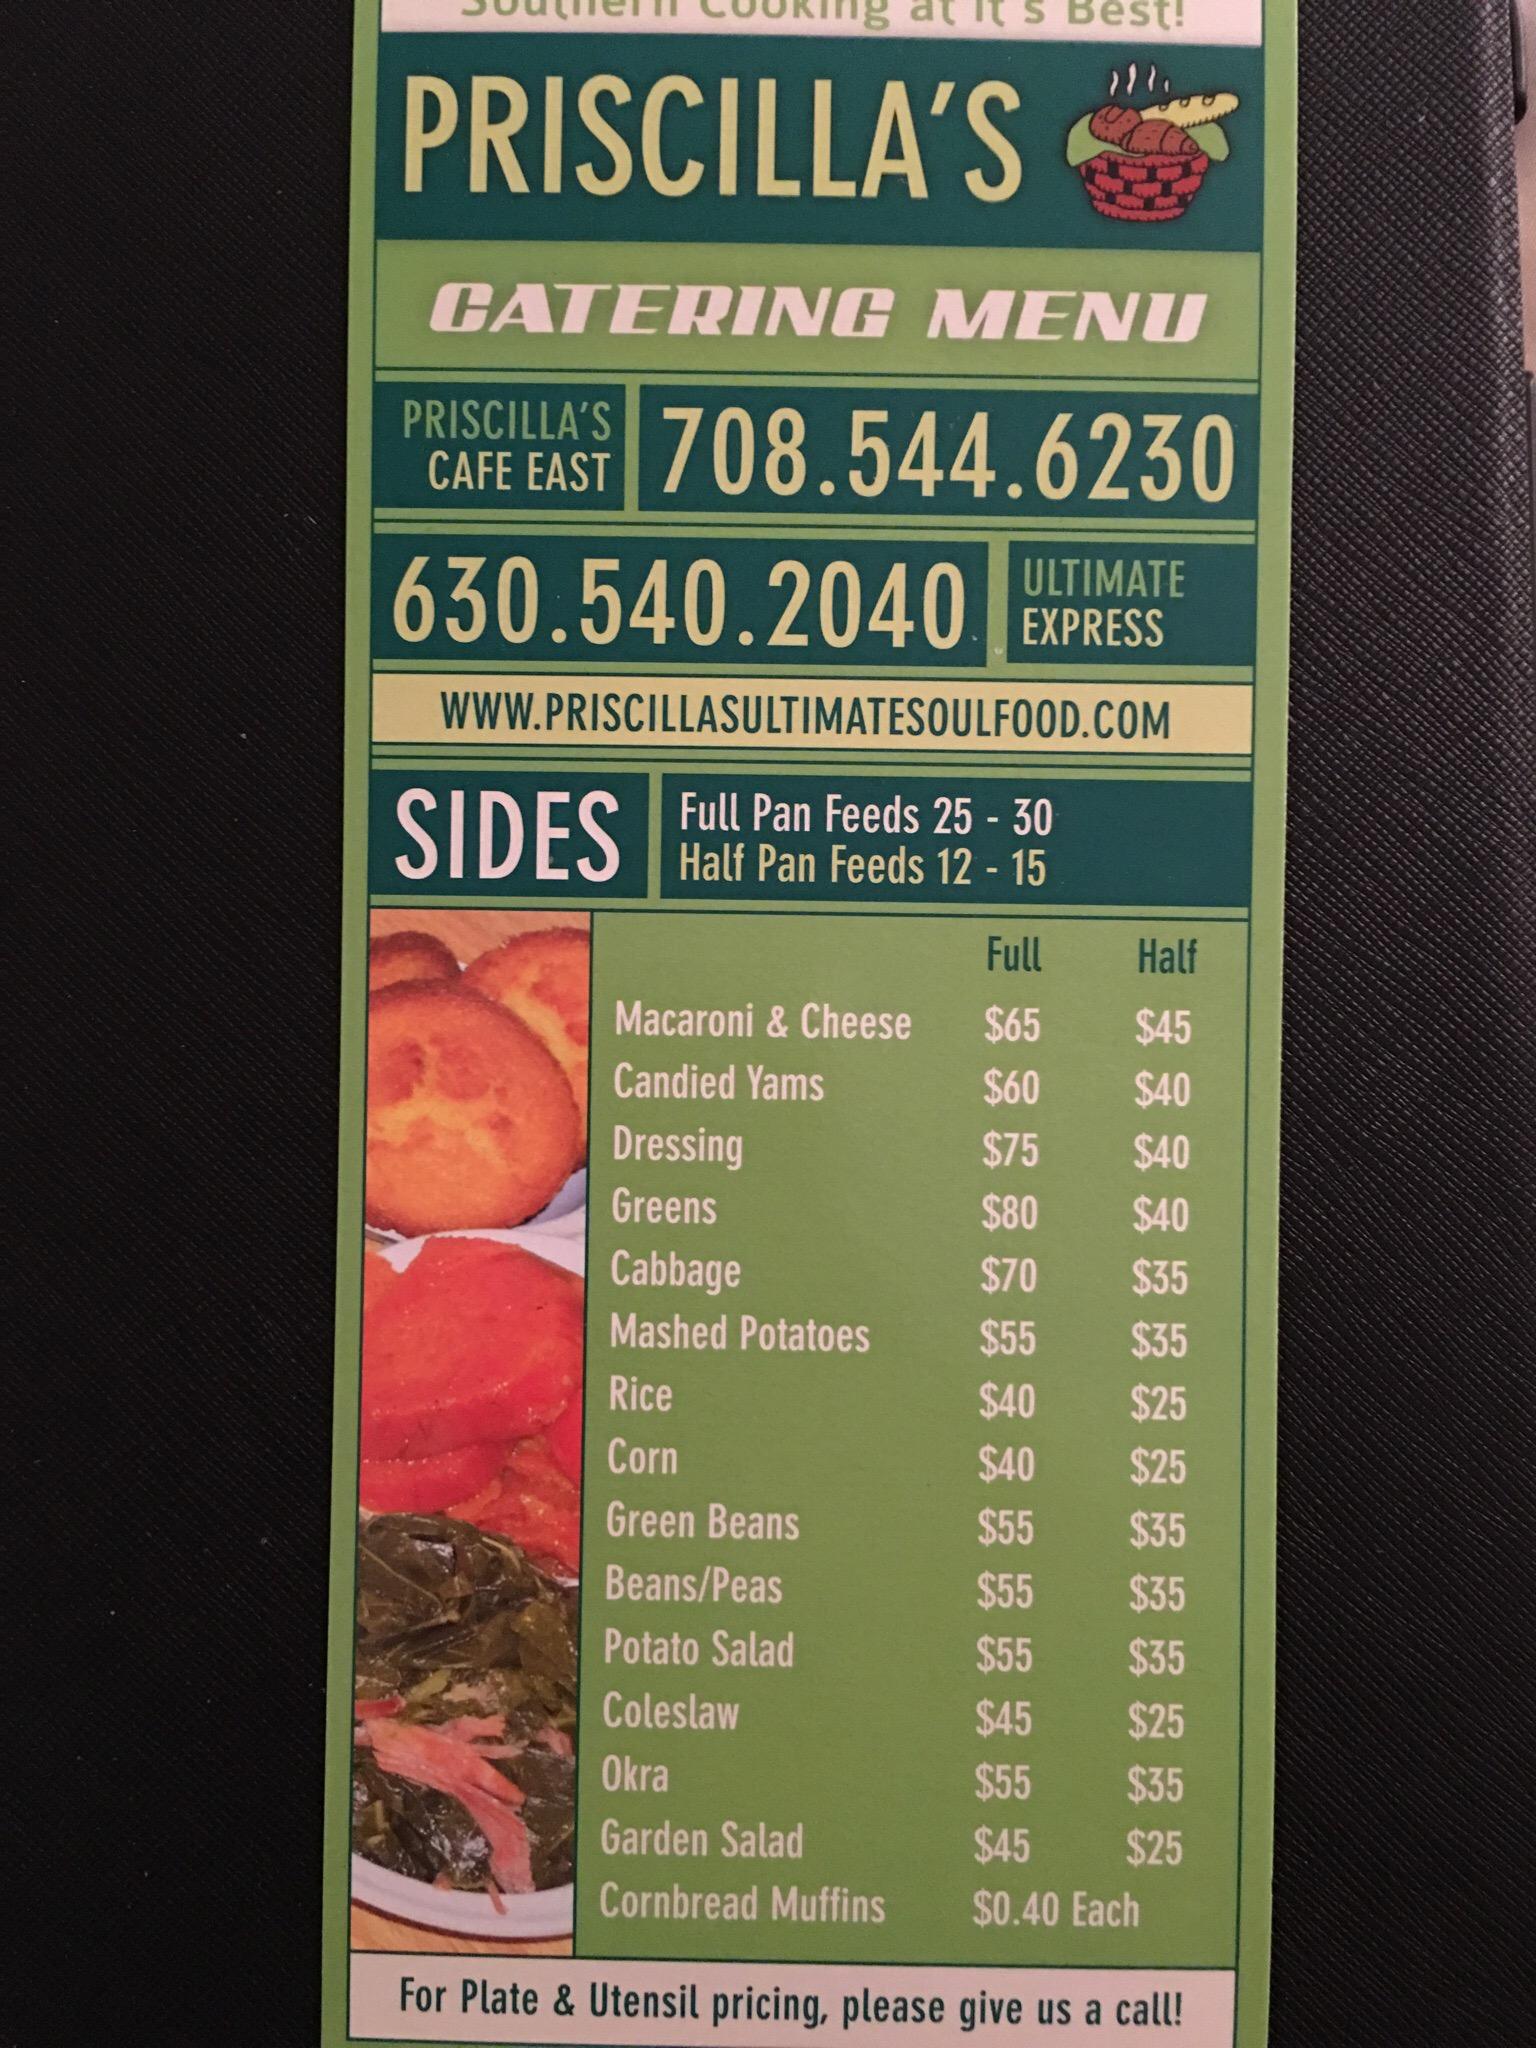 Southern Cooking at It's Best!
PRISCILLA'S
CATERING MENU
PRISCILLA'S
CAFE EAST
708.544.6230
630.540.2040
ULTIMATE
EXPRESS
WWW.PRISCILLASULTIMATESOULFOOD.COM
SIDES
Full Pan Feeds 25 - 30
Half Pan Feeds 12 - 15
Full Half
Macaroni & Cheese $65 $45
Candied Yams $60 $40
Dressing $75 $40
Greens $80 $40
Cabbage $70 $35
Mashed Potatoes $55 $35
Rice $40 $25
Corn $40 $25
Green Beans $55 $35
Beans/Peas $55 $35
Potato Salad $55 $35
Coleslaw $45 $25
Okra $55 $35
Garden Salad $45 $25
Cornbread Muffins $0.40 Each
For Plate & Utensil pricing, please give us a call!